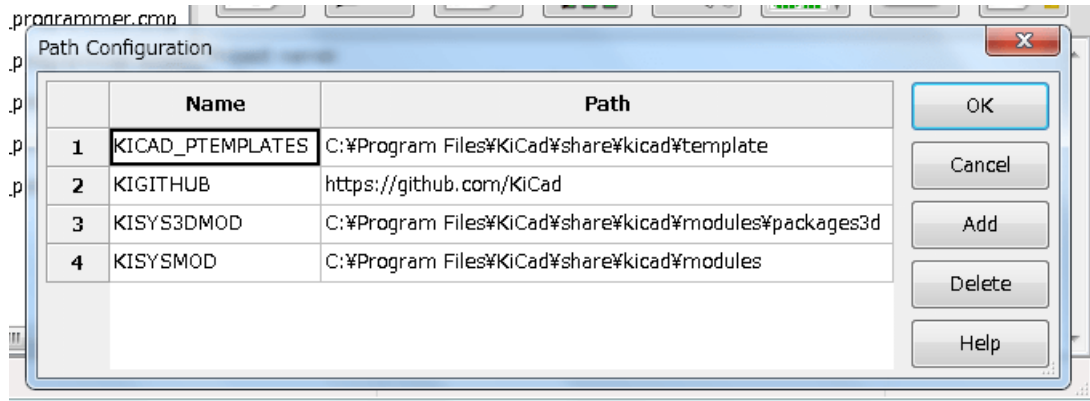 programmer.cmp
Path Configuration
Name Path
1 KICAD_PTEMPLATES C:¥Program Files¥KiCad¥share¥kicad¥template
2 KIGITHUB https://github.com/KiCad
3 KISYS3DMOD C:¥Program Files¥KiCad¥share¥kicad¥modules¥packages3d
4 KISYSMOD C:¥Program Files¥KiCad¥share¥kicad¥modules
OK
Cancel
Add
Delete
Help